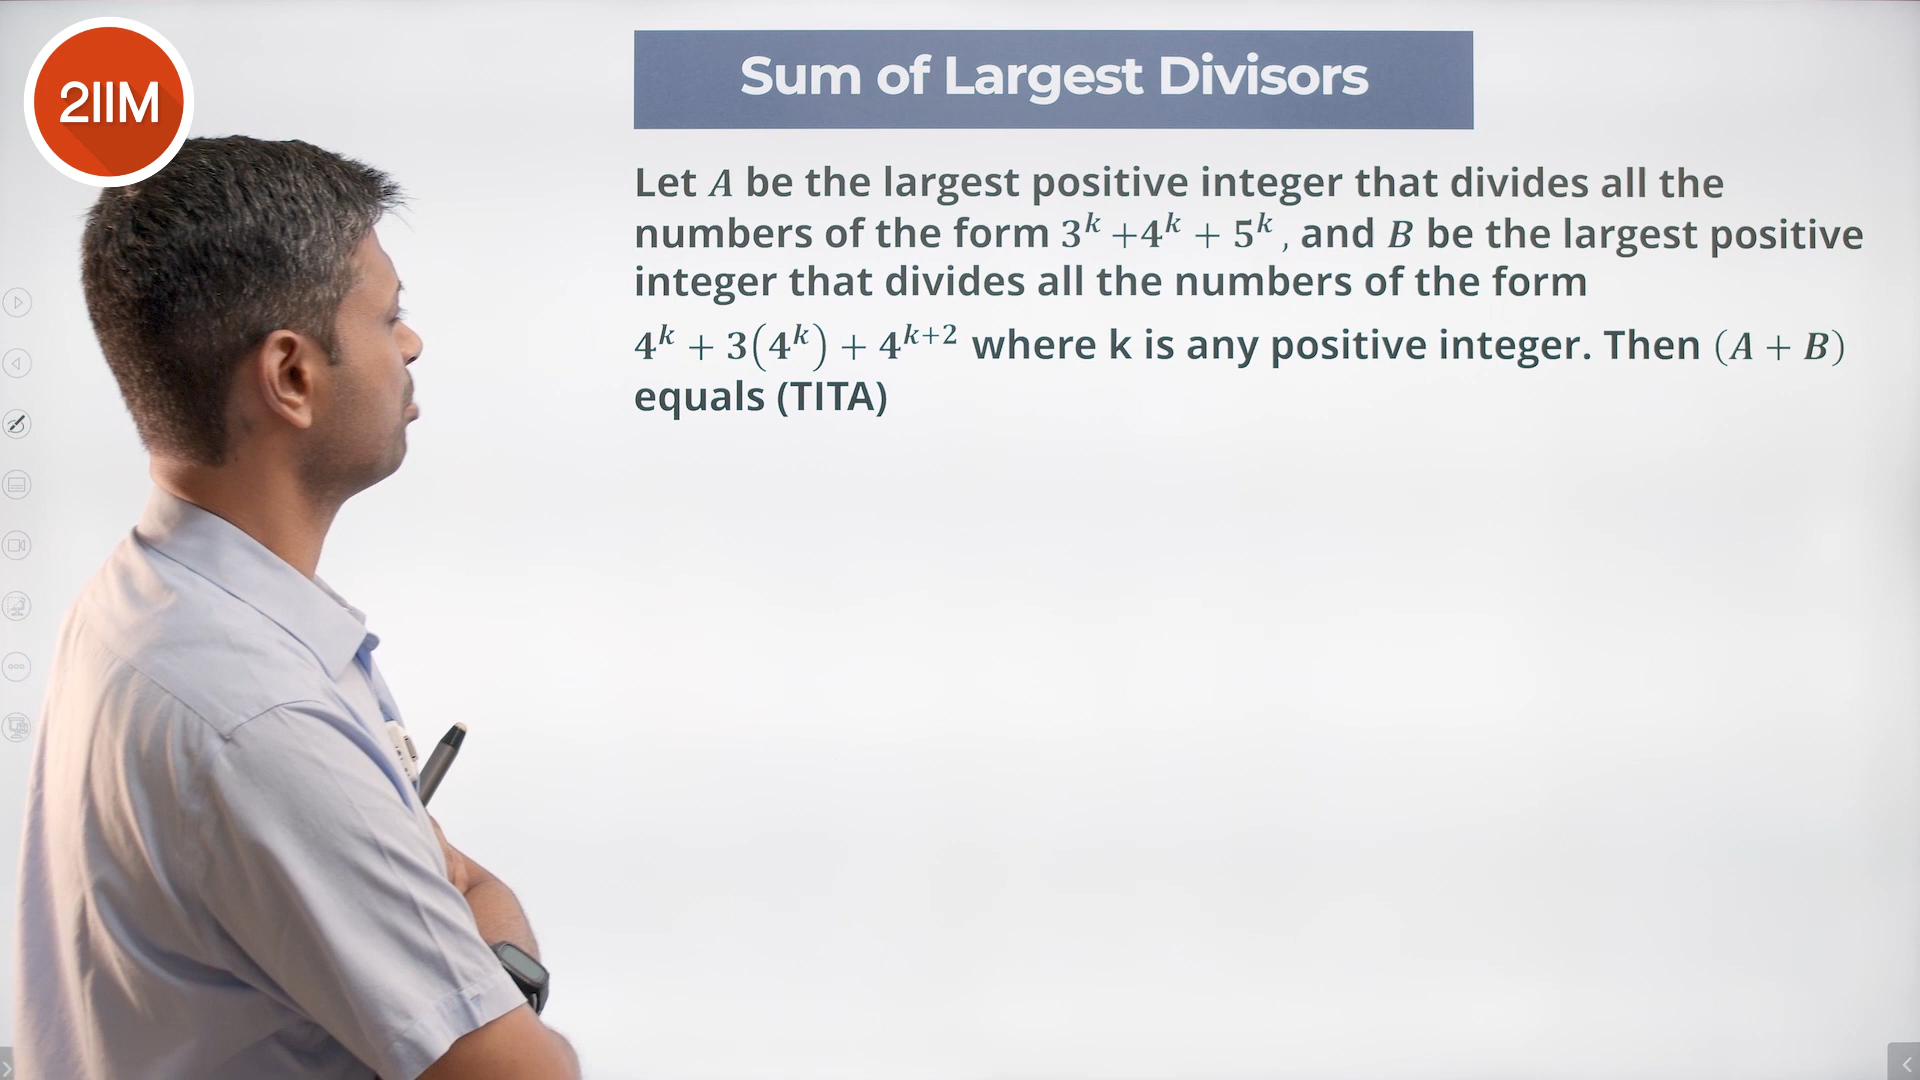 2IIM
Sum of Largest Divisors
Let A be the largest positive integer that divides all the
numbers of the form 3^k +4^k + 5^k , and B be the largest positive
integer that divides all the numbers of the form
4^k + 3(4^k) + 4^{k+2} where k is any positive integer. Then (A + B)
equals (TITA)